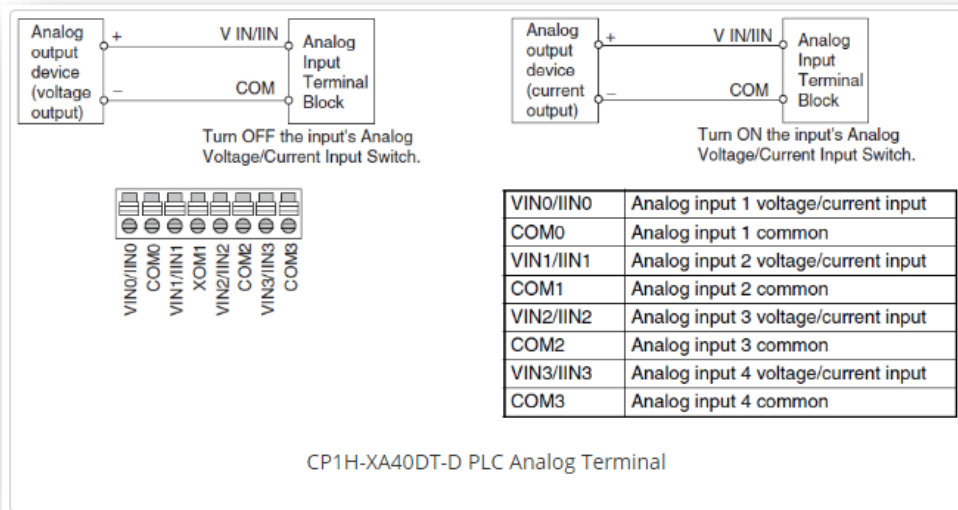 Analog
output
device
(voltage
output)
+
−
V IN/IIN
COM
Analog
Input
Terminal
Block
Turn OFF the input's Analog
Voltage/Current Input Switch.
Analog
output
device
(current
output)
+
−
V IN/IIN
COM
Analog
Input
Terminal
Block
Turn ON the input's Analog
Voltage/Current Input Switch.
VIN0/IIN0
COM0
VIN1/IIN1
XOM1
VIN2/IIN2
COM2
VIN3/IIN3
COM3
VIN0/IIN0 Analog input 1 voltage/current input
COM0 Analog input 1 common
VIN1/IIN1 Analog input 2 voltage/current input
COM1 Analog input 2 common
VIN2/IIN2 Analog input 3 voltage/current input
COM2 Analog input 3 common
VIN3/IIN3 Analog input 4 voltage/current input
COM3 Analog input 4 common
CP1H-XA40DT-D PLC Analog Terminal